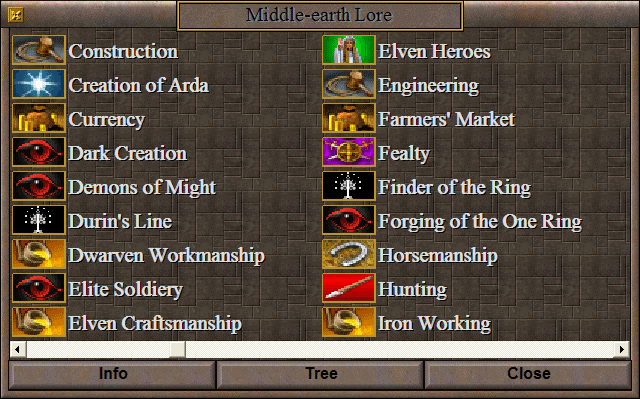 Middle-earth Lore
Construction
Creation of Arda
Currency
Dark Creation
Demons of Might
Durin's Line
Dwarven Workmanship
Elite Soldiery
Elven Craftsmanship
Elven Heroes
Engineering
Farmers' Market
Fealty
Finder of the Ring
Forging of the One Ring
Horsemanship
Hunting
Iron Working
Info
Tree
Close